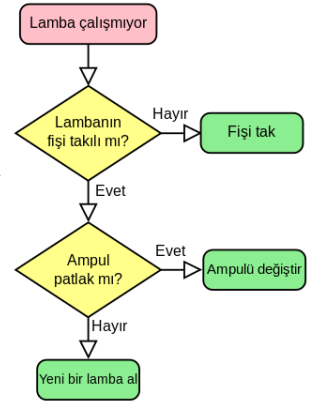 Lamba çalışmıyor
Lambanın
fişi takılı mı?
Hayır
Fişi tak
Evet
Ampul
patlak mı?
Evet
Ampulü değiştir
Hayır
Yeni bir lamba al